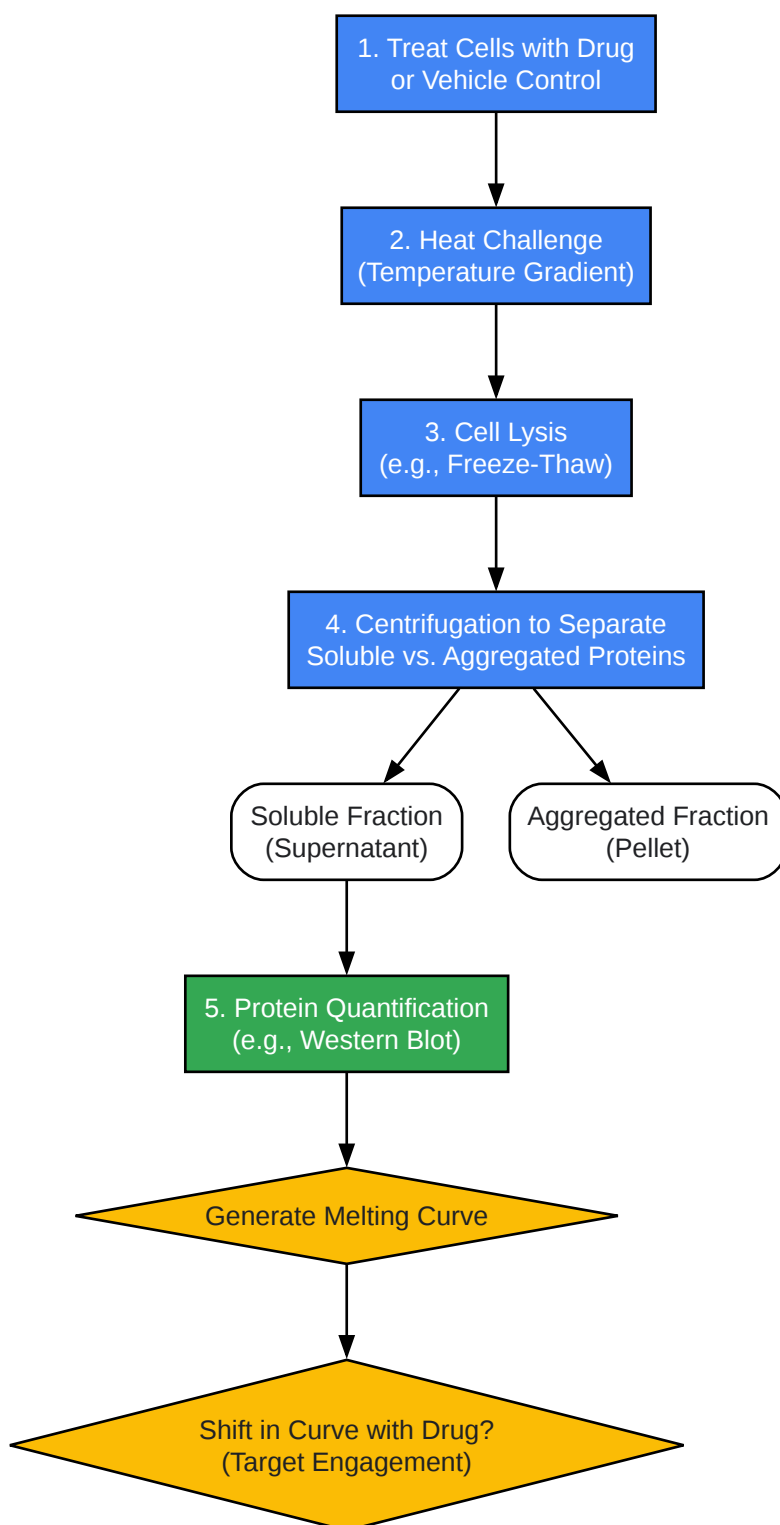 1. Treat Cells with Drug
or Vehicle Control
2. Heat Challenge
(Temperature Gradient)
3. Cell Lysis
(e.g., Freeze-Thaw)
4. Centrifugation to Separate
Soluble vs. Aggregated Proteins
Soluble Fraction
(Supernatant)
Aggregated Fraction
(Pellet)
5. Protein Quantification
(e.g., Western Blot)
Generate Melting Curve
Shift in Curve with Drug?
(Target Engagement)